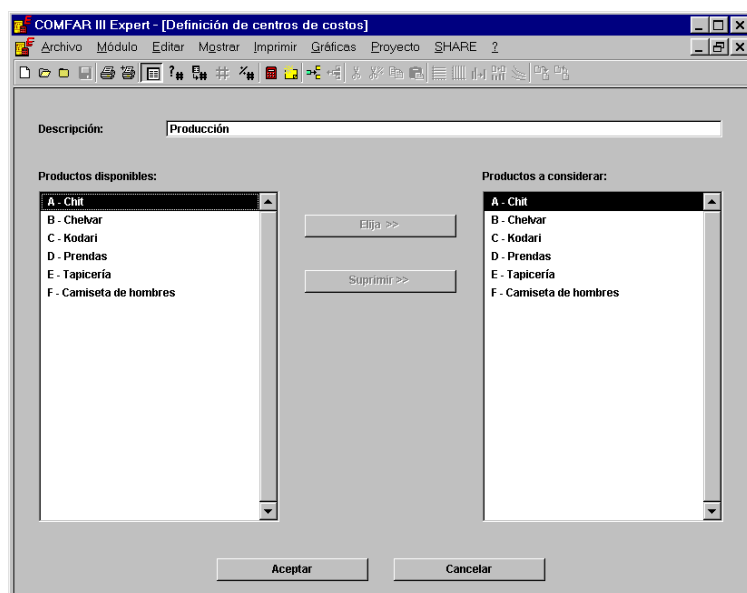 COMFAR III Expert - [Definición de centros de costos]
Archivo Módulo Editar Mostrar Imprimir Gráficas Proyecto SHARE ?
Descripción: Producción
Productos disponibles: Productos a considerar:
A - Chit A - Chit
B - Chelvar B - Chelvar
C - Kodari C - Kodari
D - Prendas D - Prendas
E - Tapicería E - Tapicería
F - Camiseta de hombres F - Camiseta de hombres
Elija >>
Suprimir >>
Aceptar Cancelar